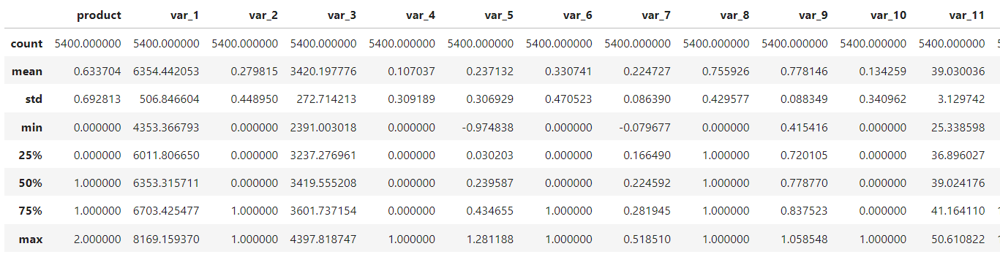 product var_1 var_2 var_3 var_4 var_5 var_6 var_7 var_8 var_9 var_10 var_11
count 5400.000000 5400.000000 5400.000000 5400.000000 5400.000000 5400.000000 5400.000000 5400.000000 5400.000000 5400.000000 5400.000000 5400.000000
mean 0.633704 6354.442053 0.279815 3420.197776 0.107037 0.237132 0.330741 0.224727 0.755926 0.778146 0.134259 39.030036
std 0.692813 506.846604 0.448950 272.714213 0.309189 0.306929 0.470523 0.086390 0.429577 0.088349 0.340962 3.129742
min 0.000000 4353.366793 0.000000 2391.003018 0.000000 -0.974838 0.000000 -0.079677 0.000000 0.415416 0.000000 25.338598
25% 0.000000 6011.806650 0.000000 3237.276961 0.000000 0.030203 0.000000 0.166490 1.000000 0.720105 0.000000 36.896027
50% 1.000000 6353.315711 0.000000 3419.555208 0.000000 0.239587 0.000000 0.224592 1.000000 0.778770 0.000000 39.024176
75% 1.000000 6703.425477 1.000000 3601.737154 0.000000 0.434655 1.000000 0.281945 1.000000 0.837523 0.000000 41.164110
max 2.000000 8169.159370 1.000000 4397.818747 1.000000 1.281188 1.000000 0.518510 1.000000 1.058548 1.000000 50.610822